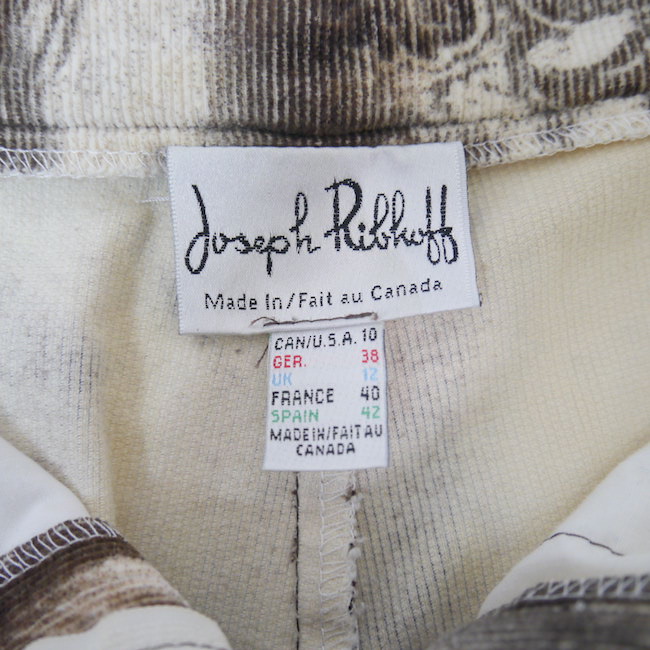 Joseph Ribkoff
Made In/Fait au Canada
CAN/U.S.A. 10
GER. 38
UK 12
FRANCE 40
SPAIN 42
MADE IN/FAIT AU
CANADA